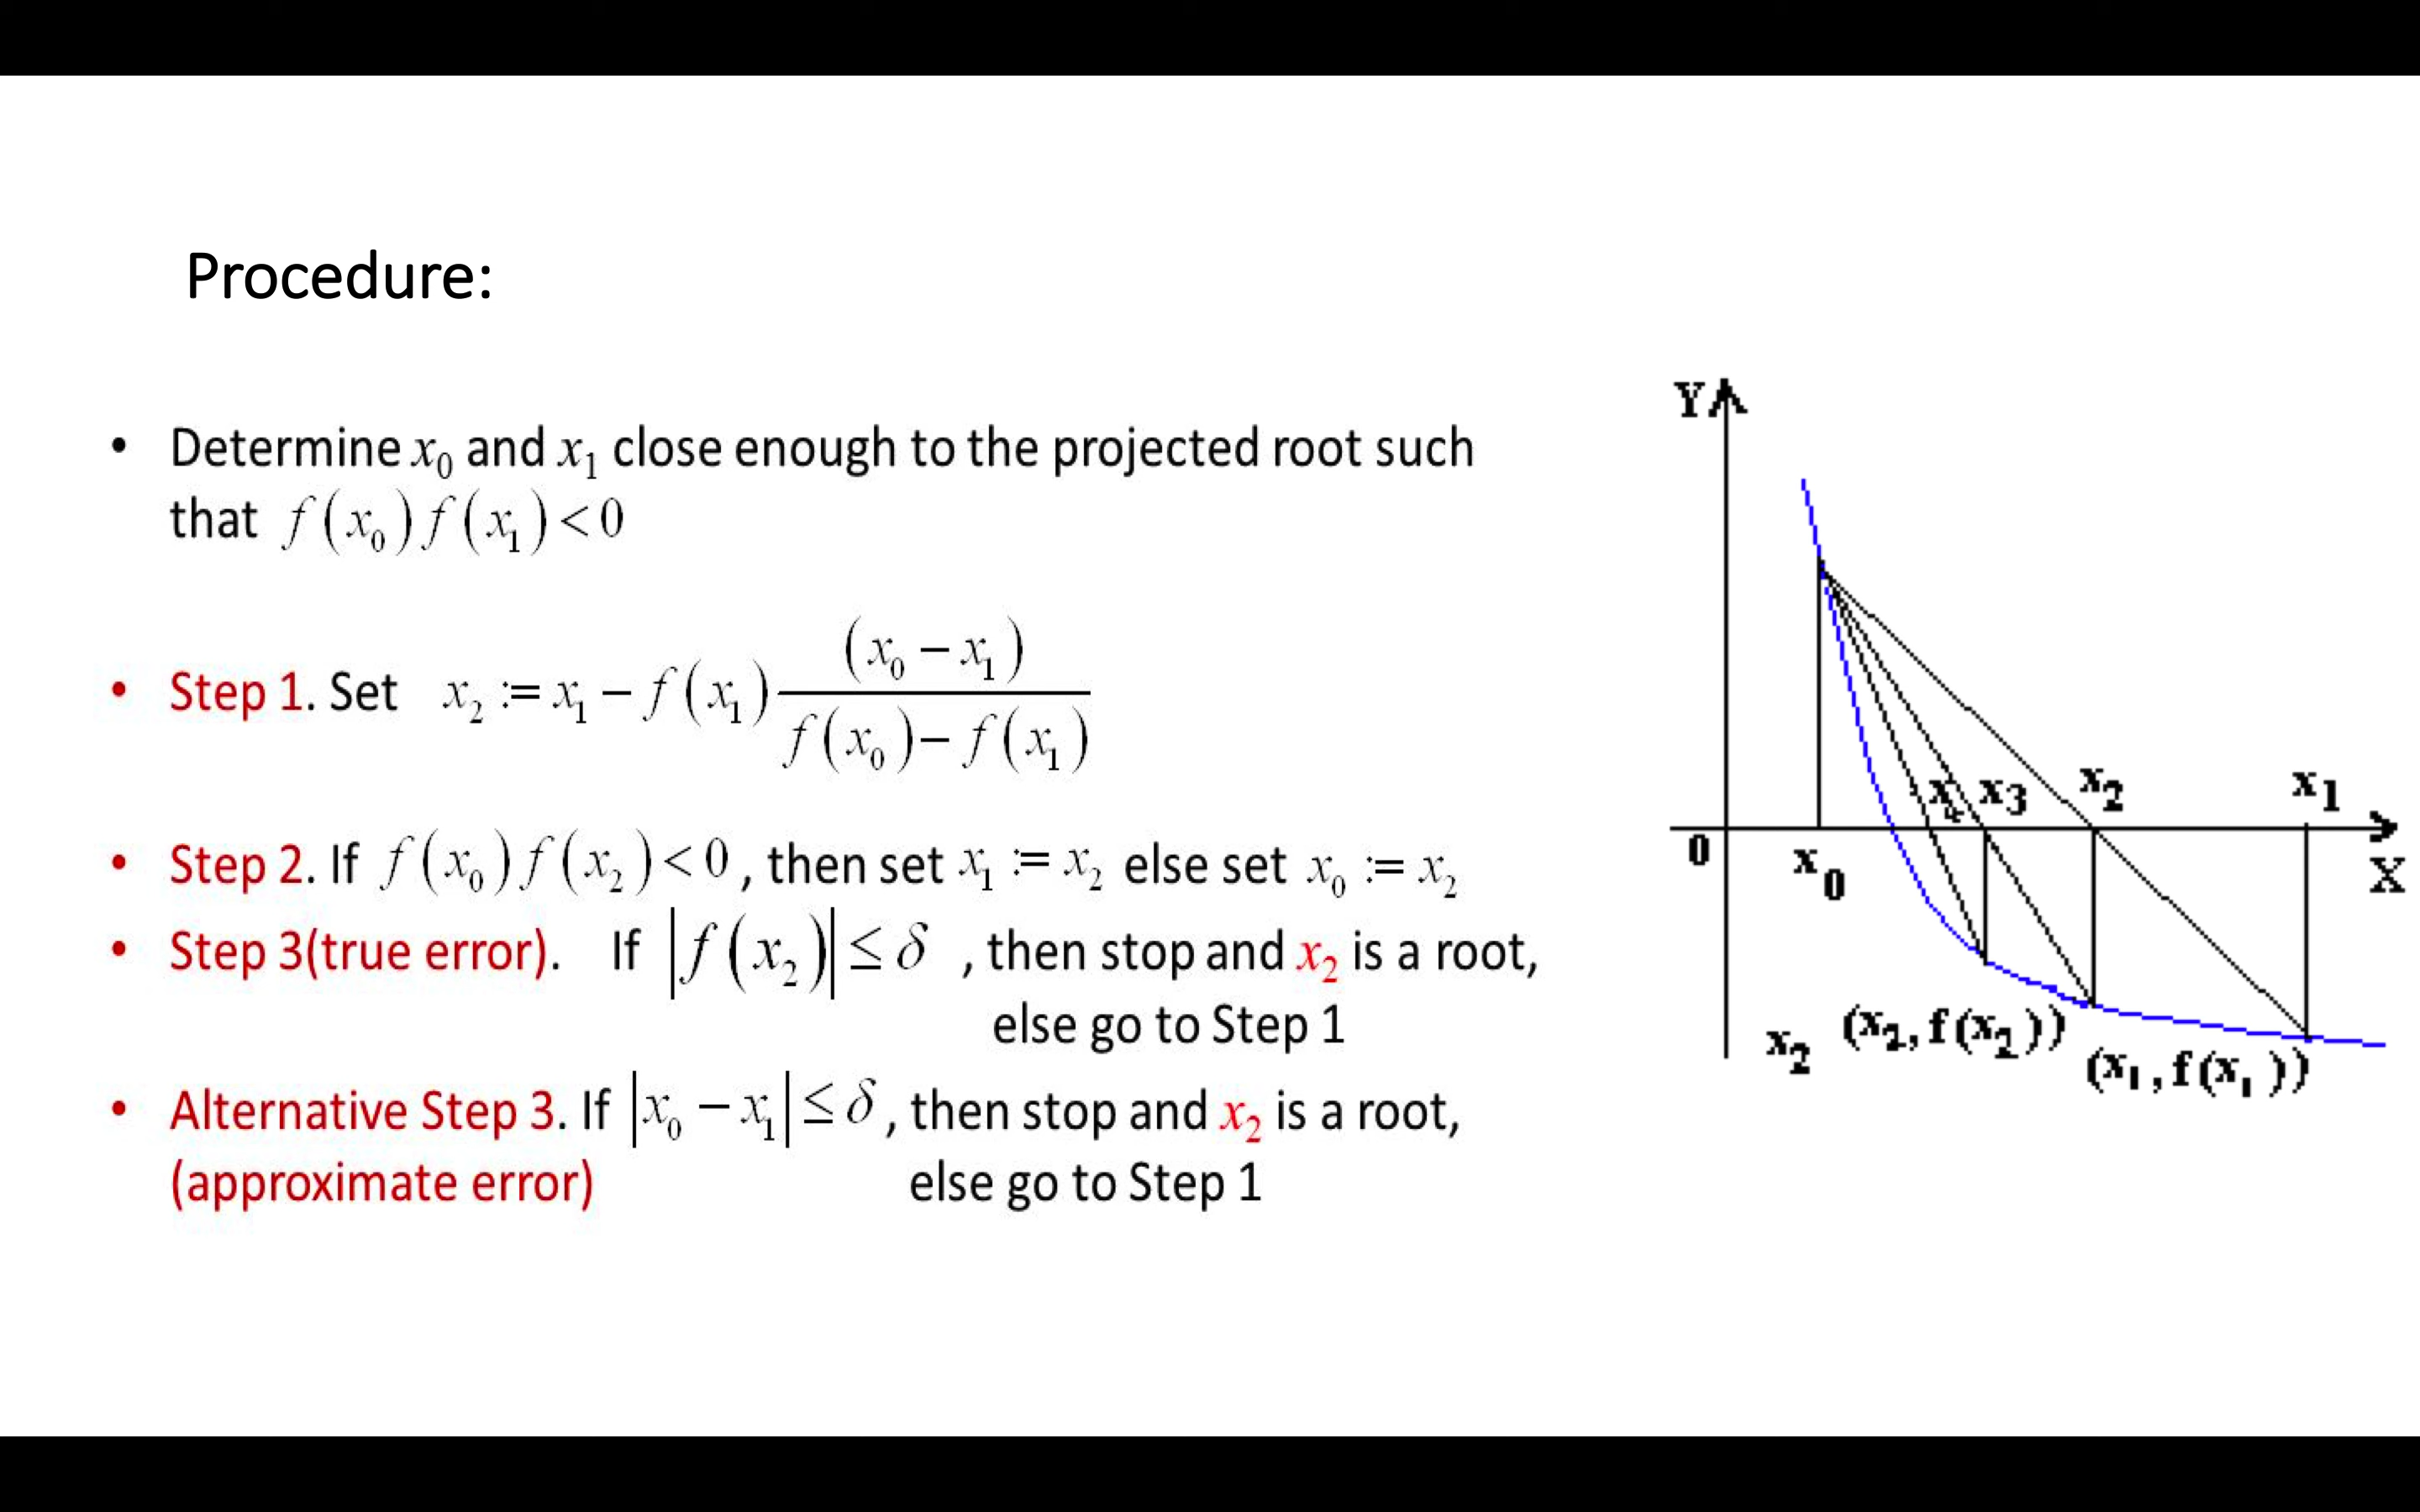 Procedure:
• Determine x₀ and x₁ close enough to the projected root such
that f(x₀)f(x₁)<0
• Step 1. Set x₂ := x₁ − f(x₁) (x₀ − x₁) / f(x₀)− f(x₁)
• Step 2. If f(x₀)f(x₂)<0 , then set x₁ := x₂ else set x₀ := x₂
• Step 3(true error). If |f(x₂)| ≤ δ , then stop and x₂ is a root,
else go to Step 1
• Alternative Step 3. If |x₀ − x₁| ≤ δ , then stop and x₂ is a root,
(approximate error) else go to Step 1
Y
x₃ x₂ x₁
0 x₀ X
x₂ (x₂,f(x₂))
(x₁,f(x₁))